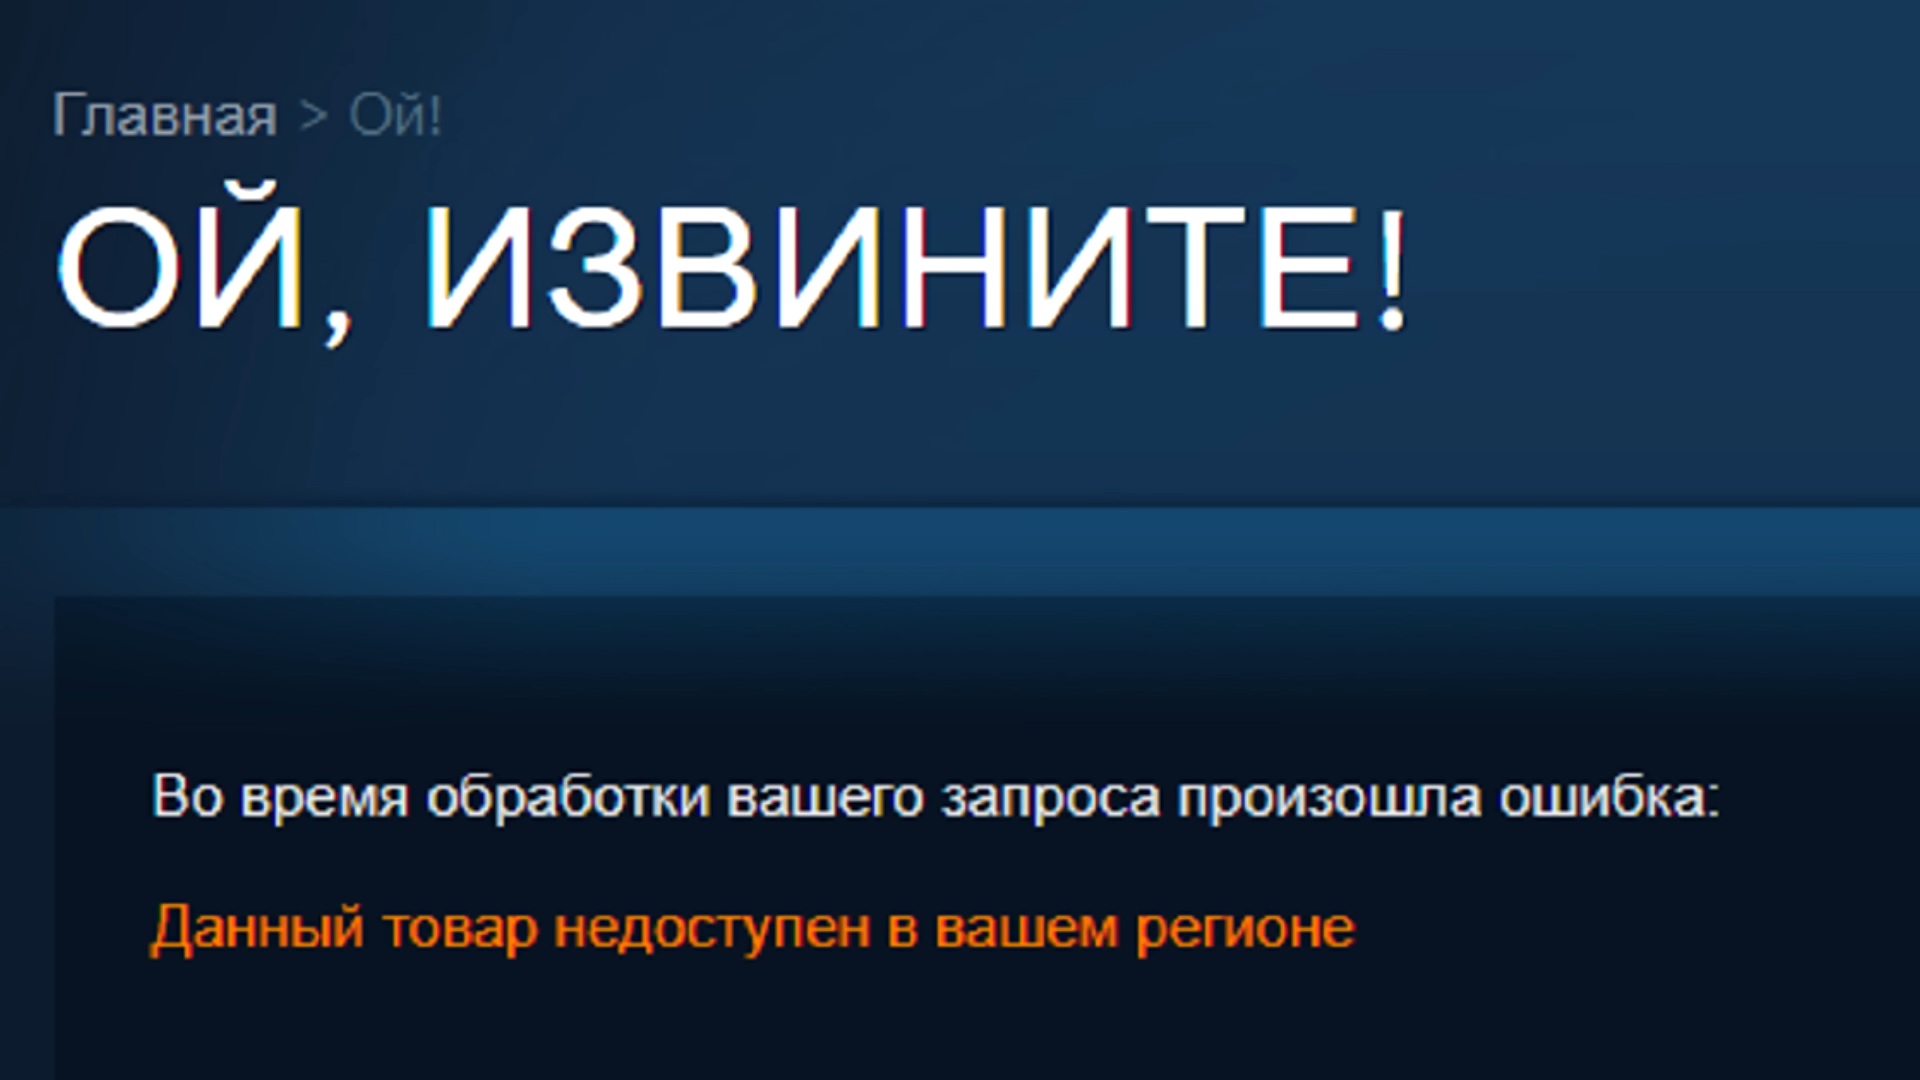 Главная > Ой!
ОЙ, ИЗВИНИТЕ!
Во время обработки вашего запроса произошла ошибка:
Данный товар недоступен в вашем регионе